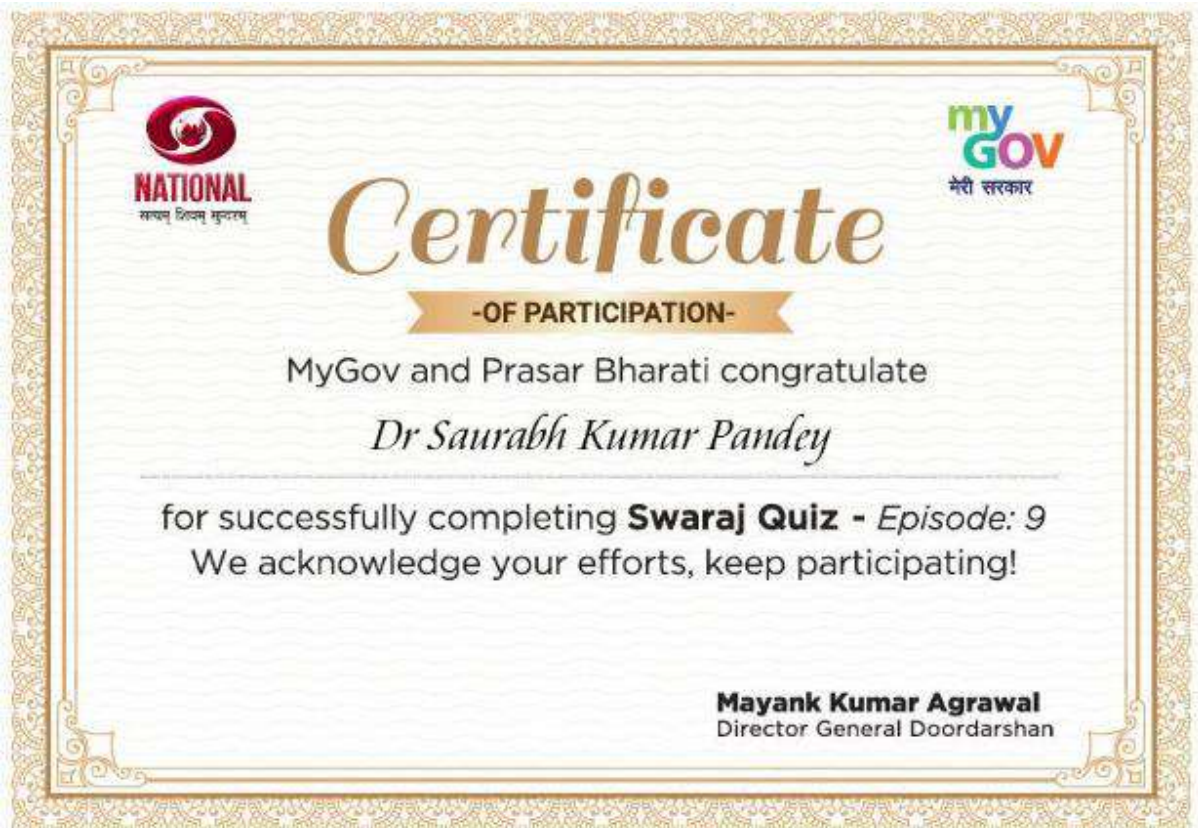 NATIONAL
सत्यम् शिवम् सुन्दरम्
my
GOV
मेरी सरकार
Certificate
-OF PARTICIPATION-
MyGov and Prasar Bharati congratulate
Dr Saurabh Kumar Pandey
for successfully completing Swaraj Quiz - Episode: 9
We acknowledge your efforts, keep participating!
Mayank Kumar Agrawal
Director General Doordarshan